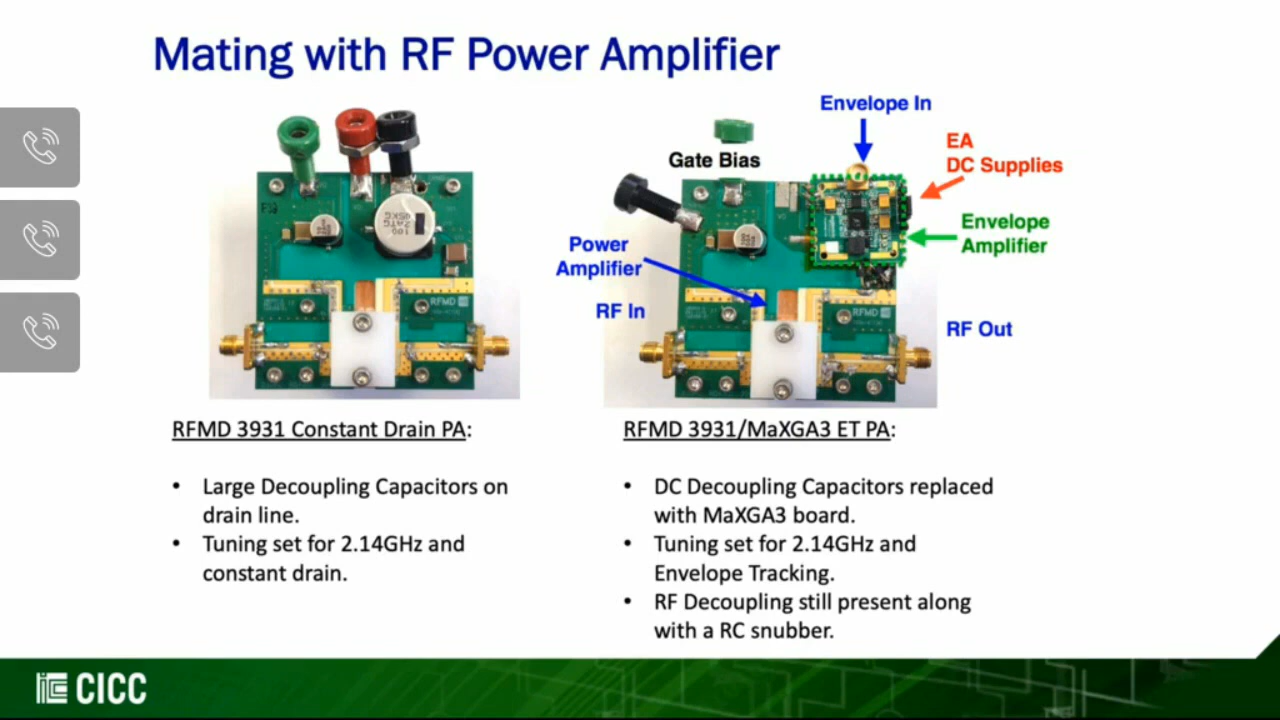 Mating with RF Power Amplifier
Envelope In
EA
DC Supplies
Gate Bias
Envelope
Amplifier
Power
Amplifier
RF In
RF Out
RFMD
RFMD
RFMD 3931 Constant Drain PA:
• Large Decoupling Capacitors on
drain line.
• Tuning set for 2.14GHz and
constant drain.
RFMD 3931/MaXGA3 ET PA:
• DC Decoupling Capacitors replaced
with MaXGA3 board.
• Tuning set for 2.14GHz and
Envelope Tracking.
• RF Decoupling still present along
with a RC snubber.
CICC